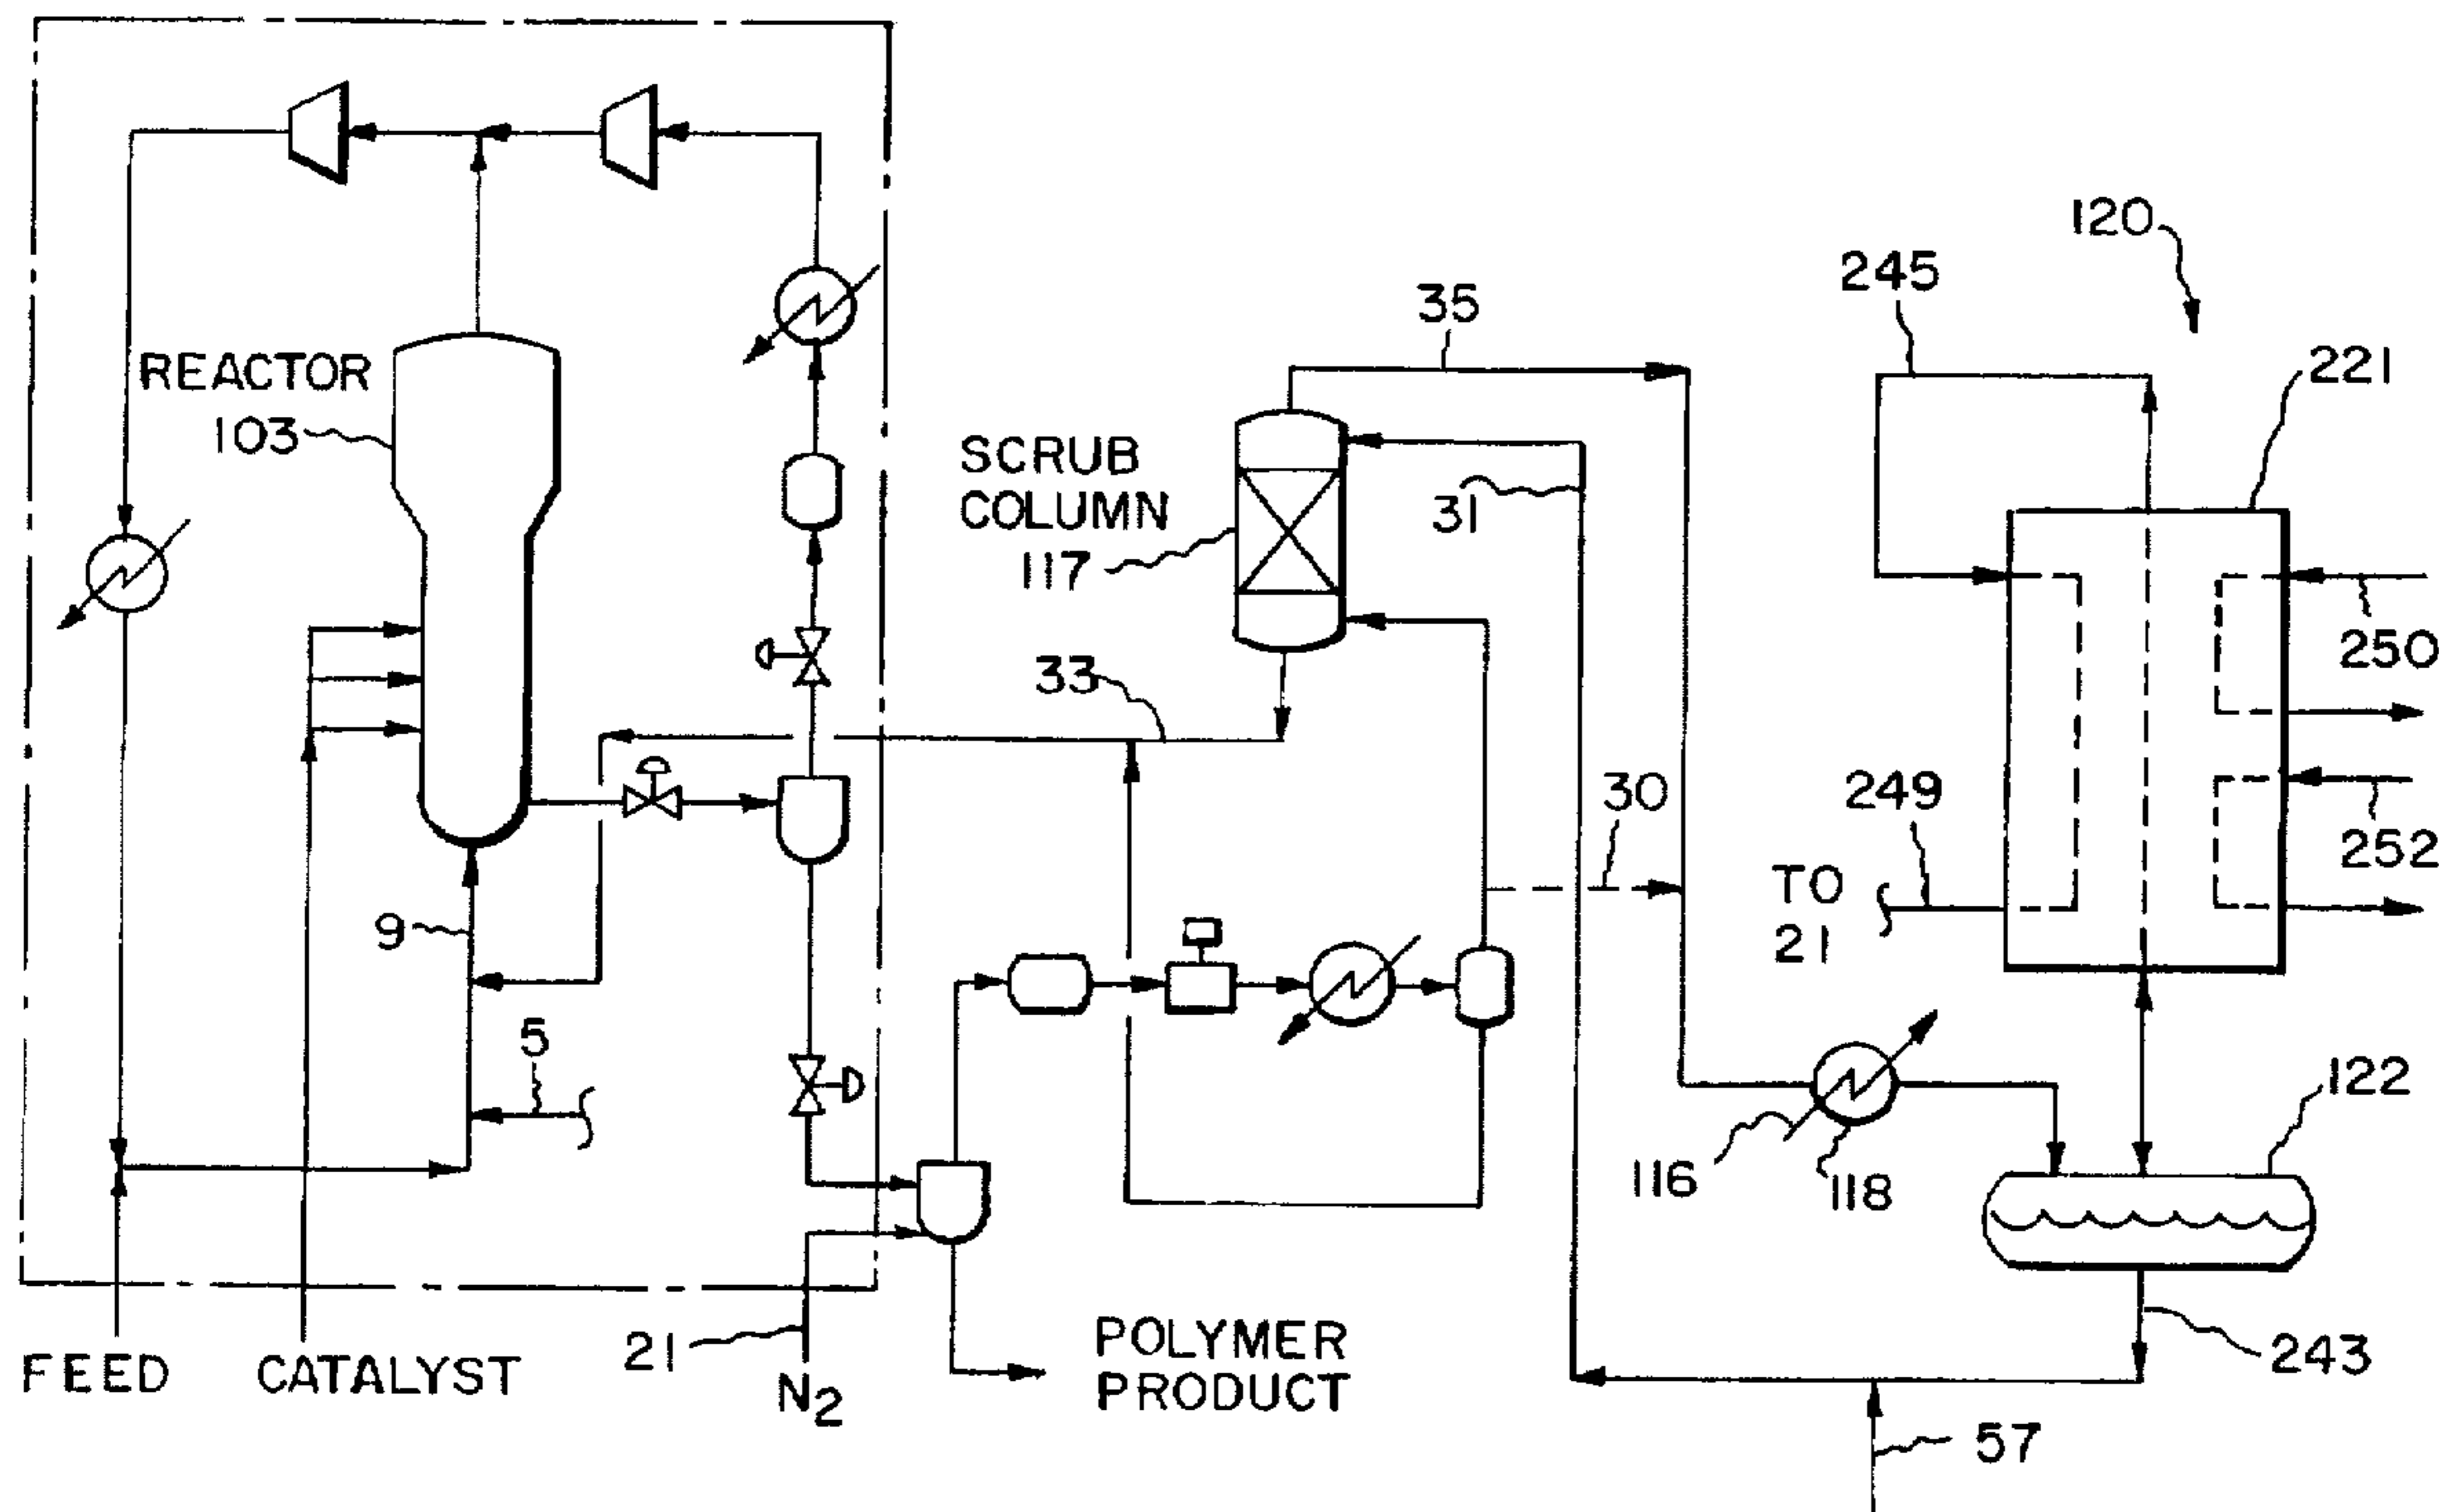 120
245
35
221
REACTOR
103
SCRUB
COLUMN
31
117
250
33
30
249
252
9
TO
21
5
122
116
118
21
POLYMER
PRODUCT
243
FEED
CATALYST
N2
57